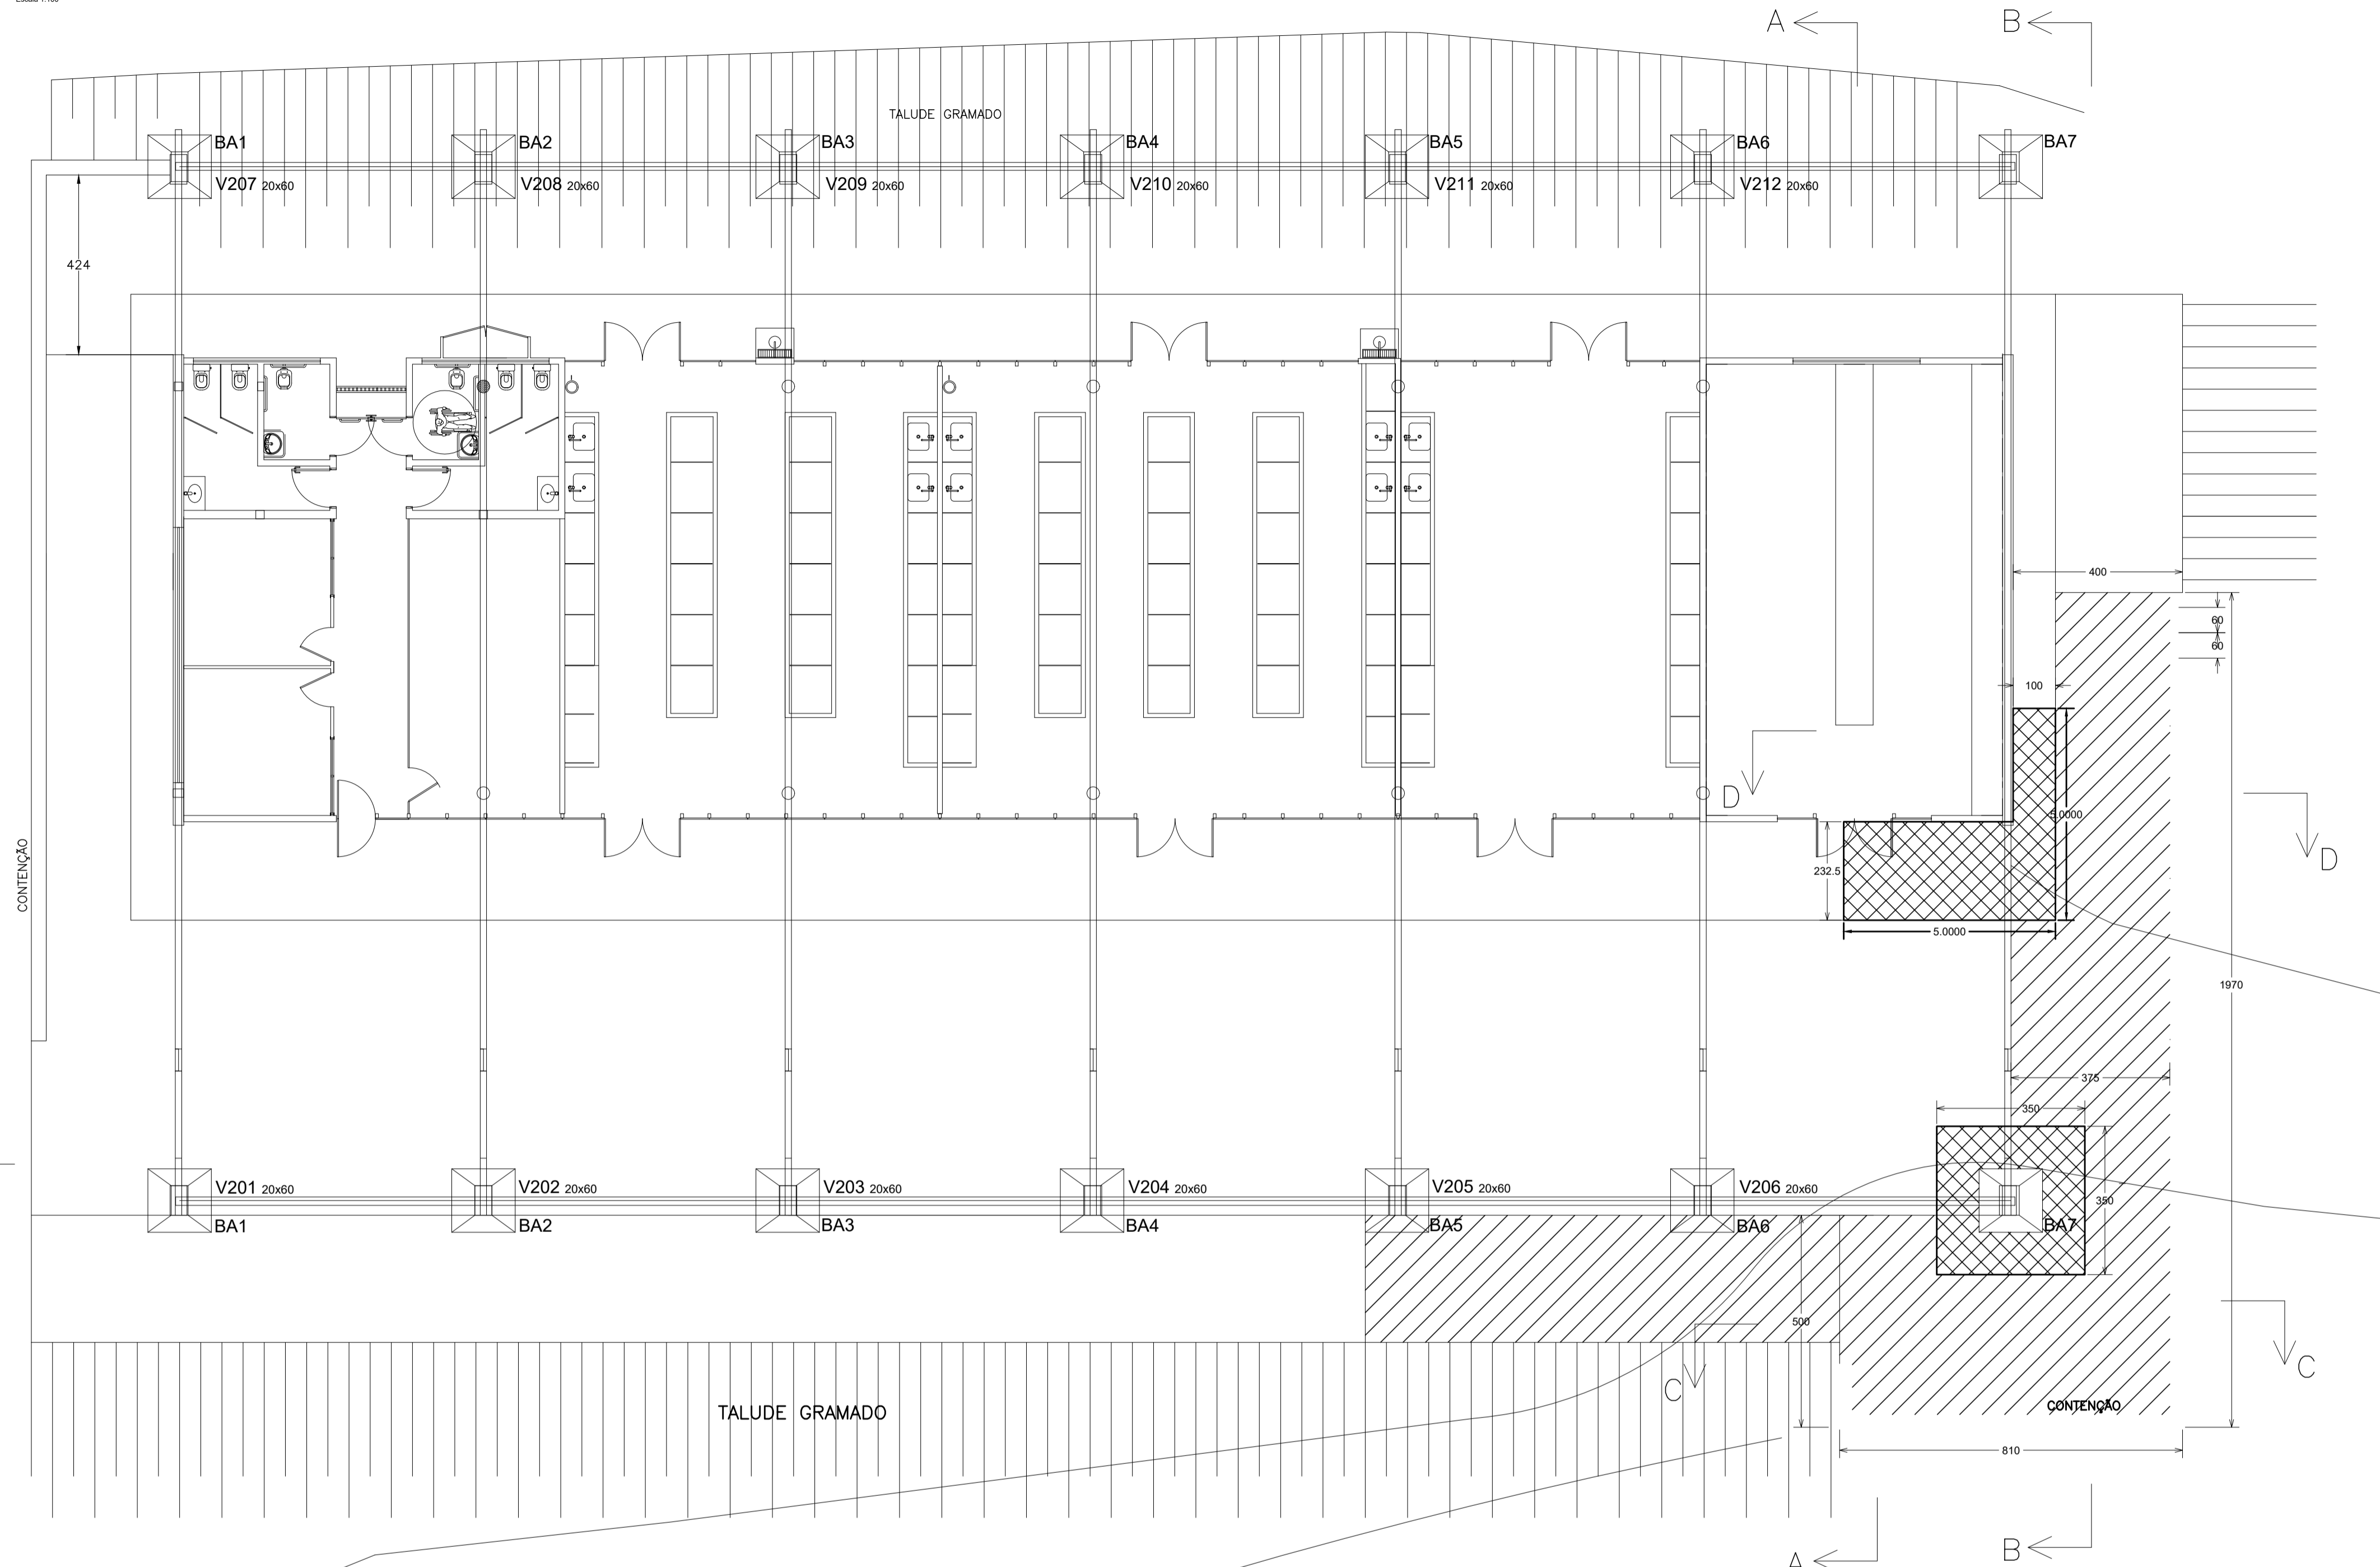 Escala 1:100
A
B
TALUDE GRAMADO
BA1
BA2
BA3
BA4
BA5
BA6
BA7
V207 20x60
V208 20x60
V209 20x60
V210 20x60
V211 20x60
V212 20x60
424
400
60
60
100
D
5.0000
CONTENÇÃO
D
232.5
5.0000
1970
375
350
V201 20x60
V202 20x60
V203 20x60
V204 20x60
V205 20x60
V206 20x60
350
BA1
BA2
BA3
BA4
BA5
BA6
BA7
500
C
C
TALUDE GRAMADO
CONTENÇÃO
810
A
B